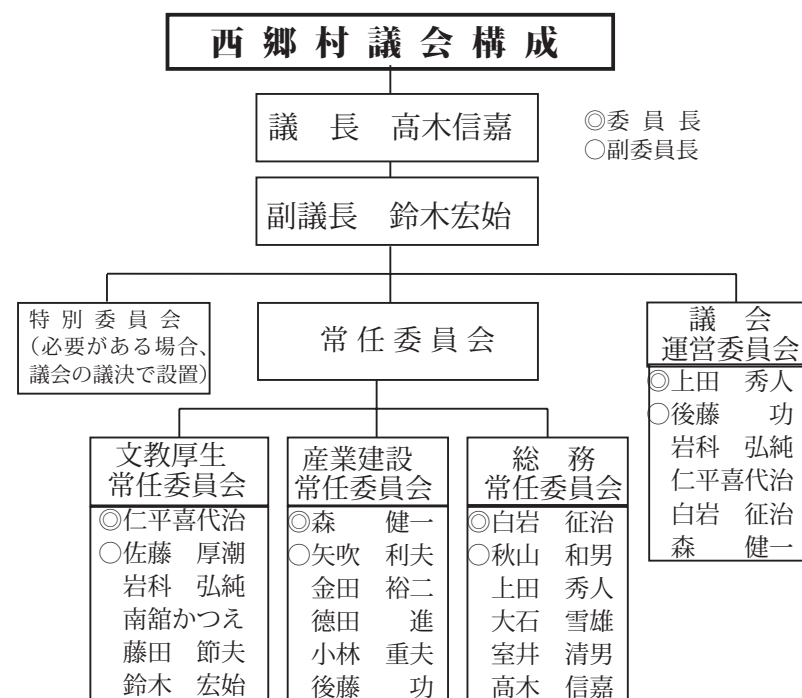 西郷村議会構成
議　長　高木信嘉
◎委員長
○副委員長
副議長　鈴木宏始
特別委員会
（必要がある場合、
議会の議決で設置）
常任委員会
議　会
運営委員会
◎上田　秀人
○後藤　功
岩科　弘純
仁平喜代治
白岩　征治
森　健一
文教厚生
常任委員会
◎仁平喜代治
○佐藤　厚潮
岩科　弘純
南舘かつえ
藤田　節夫
鈴木　宏始
産業建設
常任委員会
◎森　健一
○矢吹　利夫
金田　裕二
德田　進
小林　重夫
後藤　功
総　務
常任委員会
◎白岩　征治
○秋山　和男
上田　秀人
大石　雪雄
室井　清男
高木　信嘉